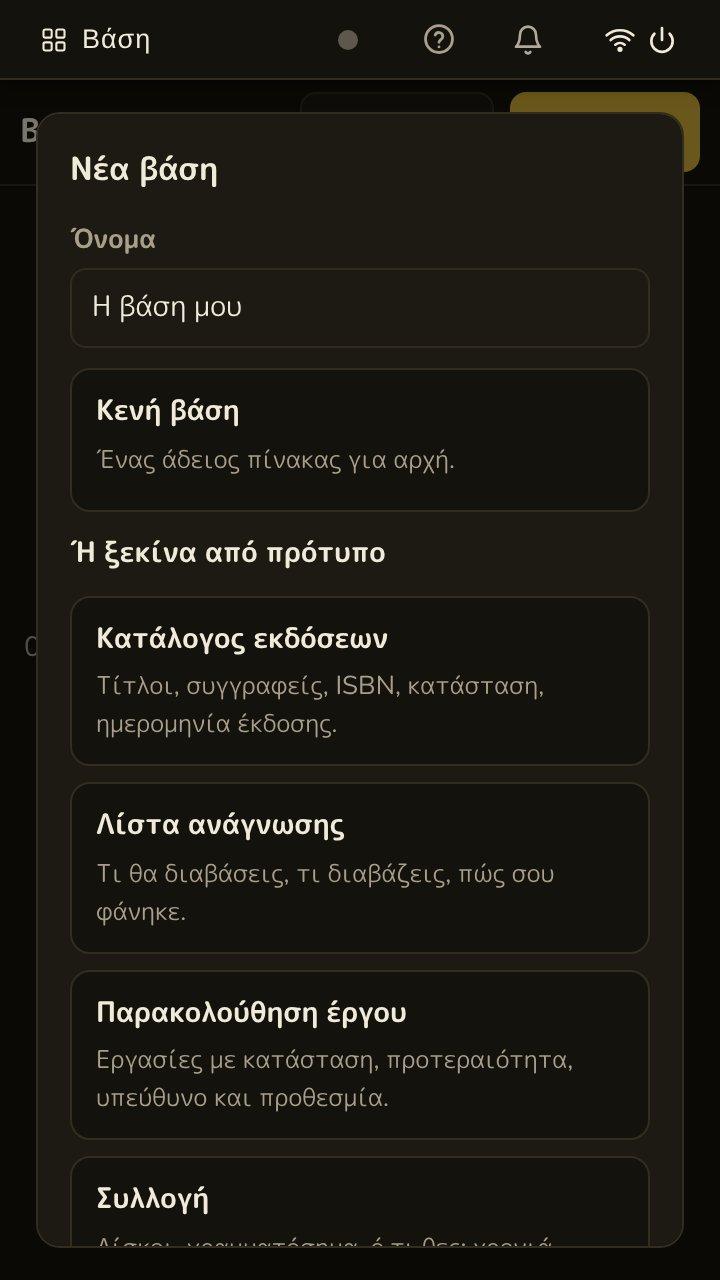 Βάση
Νέα βάση
Όνομα
Η βάση μου
Κενή βάση
Ένας άδειος πίνακας για αρχή.
Ή ξεκίνα από πρότυπο
Κατάλογος εκδόσεων
Τίτλοι, συγγραφείς, ISBN, κατάσταση,
ημερομηνία έκδοσης.
Λίστα ανάγνωσης
Τι θα διαβάσεις, τι διαβάζεις, πώς σου
φάνηκε.
Παρακολούθηση έργου
Εργασίες με κατάσταση, προτεραιότητα,
υπεύθυνο και προθεσμία.
Συλλογή